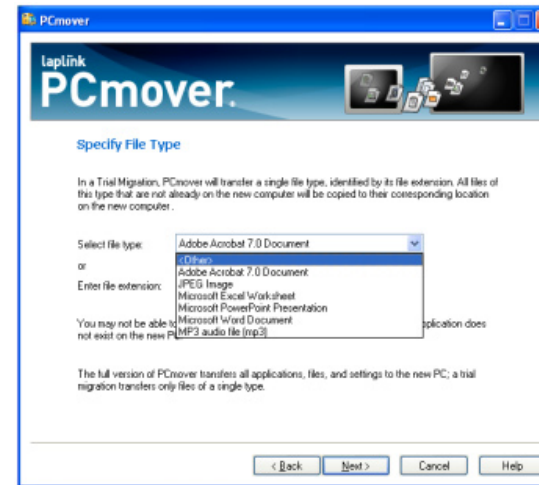 PCmover
laplink
PCmover.
Specify File Type
In a Trial Migration, PCmover will transfer a single file type, identified by its file extension. All files of
this type that are not already on the new computer will be copied to their corresponding location
on the new computer.
Select file type:
Adobe Acrobat 7.0 Document
<Other>
or
Adobe Acrobat 7.0 Document
JPEG Image
Enter file extension:
Microsoft Excel Worksheet
Microsoft PowerPoint Presentation
Microsoft Word Document
MP3 audio file (mp3)
You may not be able to
application does
not exist on the new P
The full version of PCmover transfers all applications, files, and settings to the new PC; a trial
migration transfers only files of a single type.
< Back
Next >
Cancel
Help